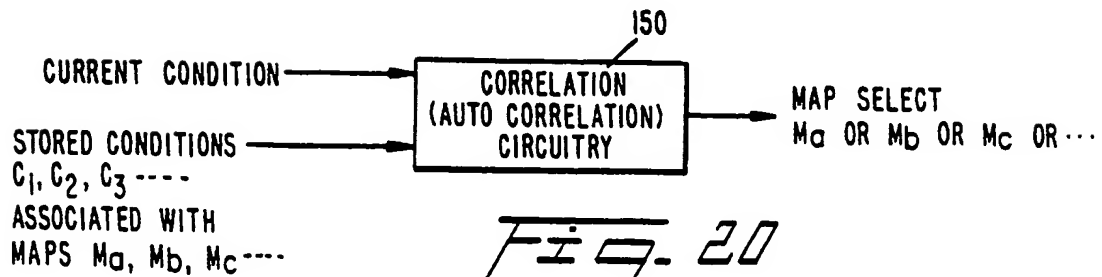 150
CURRENT CONDITION
STORED CONDITIONS
C1, C2, C3 ----
ASSOCIATED WITH
MAPS Ma, Mb, Mc ----
CORRELATION
(AUTO CORRELATION)
CIRCUITRY
MAP SELECT
Ma OR Mb OR Mc OR ...
Fig. 20